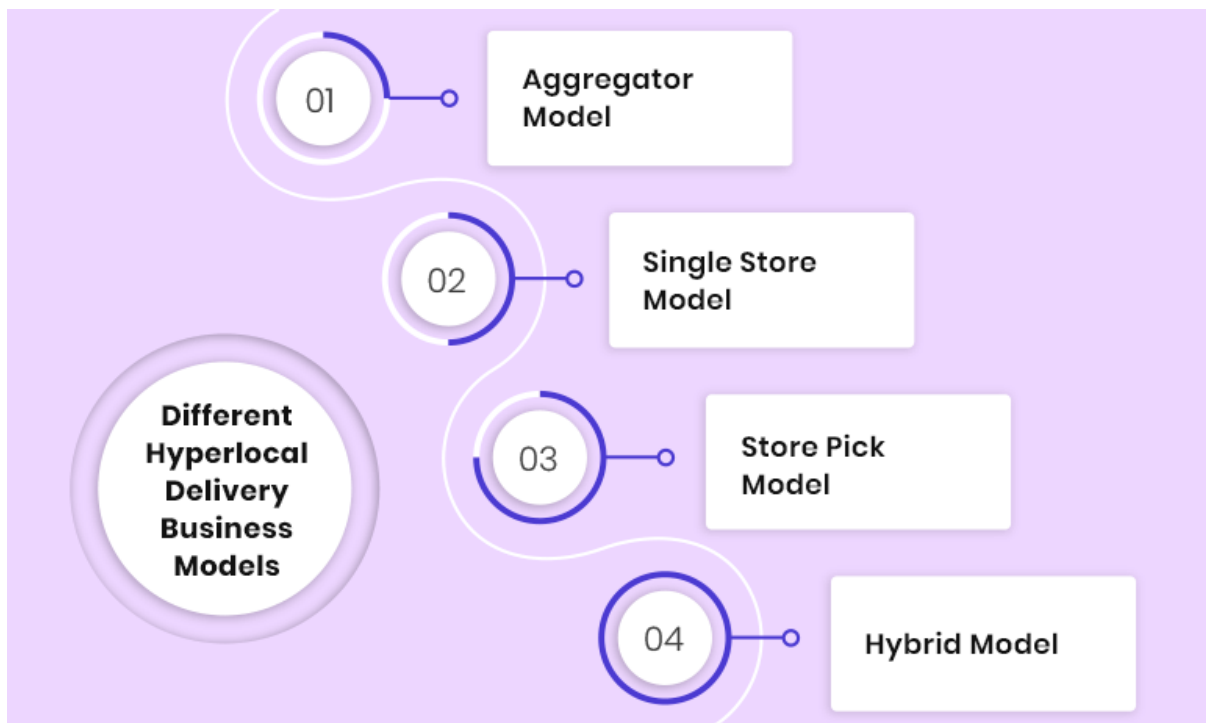 01
Aggregator
Model
02
Single Store
Model
Different
Hyperlocal
Delivery
Business
Models
03
Store Pick
Model
04
Hybrid Model